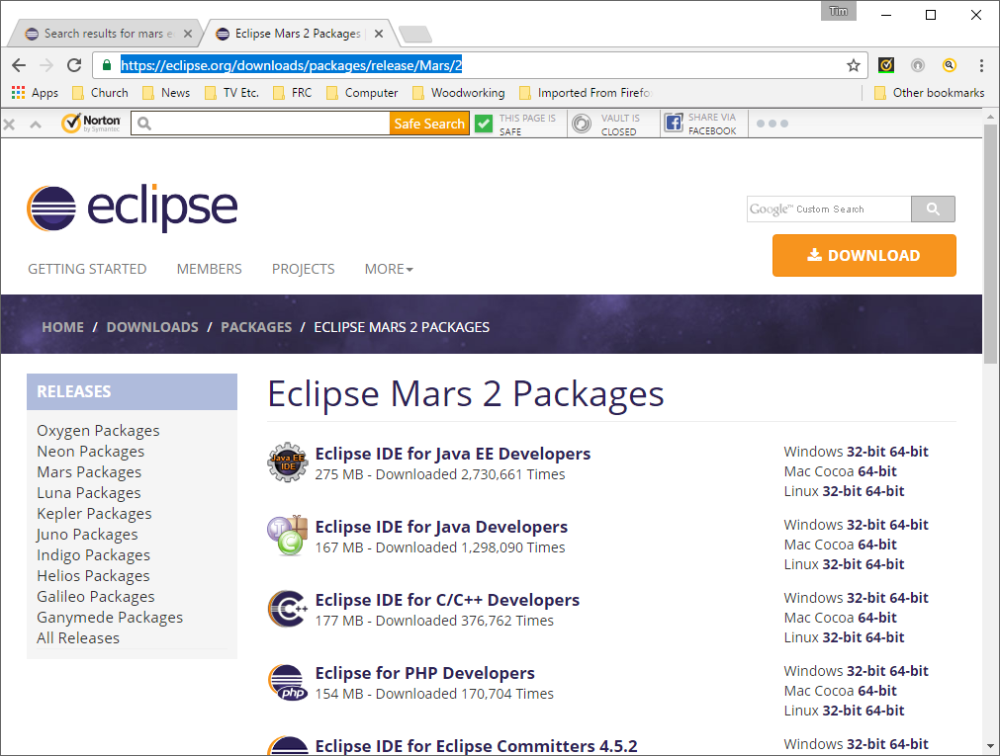 Tim
Search results for mars e
Eclipse Mars 2 Packages
https://eclipse.org/downloads/packages/release/Mars/2
Apps Church News TV Etc. FRC Computer Woodworking Imported From Firefo Other bookmarks
Norton
by Symantec
Safe Search
THIS PAGE IS
SAFE
VAULT IS
CLOSED
SHARE VIA
FACEBOOK
eclipse
Google™ Custom Search
GETTING STARTED MEMBERS PROJECTS MORE
DOWNLOAD
HOME / DOWNLOADS / PACKAGES / ECLIPSE MARS 2 PACKAGES
RELEASES
Oxygen Packages
Neon Packages
Mars Packages
Luna Packages
Kepler Packages
Juno Packages
Indigo Packages
Helios Packages
Galileo Packages
Ganymede Packages
All Releases
Eclipse Mars 2 Packages
Java EE
IDE
Eclipse IDE for Java EE Developers
275 MB - Downloaded 2,730,661 Times
Windows 32-bit 64-bit
Mac Cocoa 64-bit
Linux 32-bit 64-bit
J
C
Eclipse IDE for Java Developers
167 MB - Downloaded 1,298,090 Times
Windows 32-bit 64-bit
Mac Cocoa 64-bit
Linux 32-bit 64-bit
C++
Eclipse IDE for C/C++ Developers
177 MB - Downloaded 376,762 Times
Windows 32-bit 64-bit
Mac Cocoa 64-bit
Linux 32-bit 64-bit
php
Eclipse for PHP Developers
154 MB - Downloaded 170,704 Times
Windows 32-bit 64-bit
Mac Cocoa 64-bit
Linux 32-bit 64-bit
Eclipse IDE for Eclipse Committers 4.5.2
Windows 32-bit 64-bit